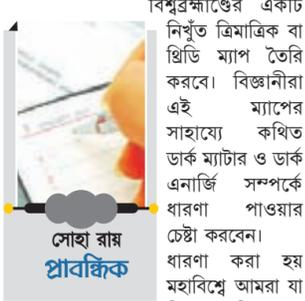 বিশ্বব্রহ্মাণ্ডের একটি
নিখুঁত ত্রিমাত্রিক বা
থ্রিডি ম্যাপ তৈরি
করবে। বিজ্ঞানীরা
এই ম্যাপের
সাহায্যে কথিত
ডার্ক ম্যাটার ও ডার্ক
এনার্জি সম্পর্কে
ধারণা পাওয়ার
চেষ্টা করবেন।
ধারণা করা হয়
মহাবিশ্বে আমরা যা
সোহা রায়
প্রাবন্ধিক